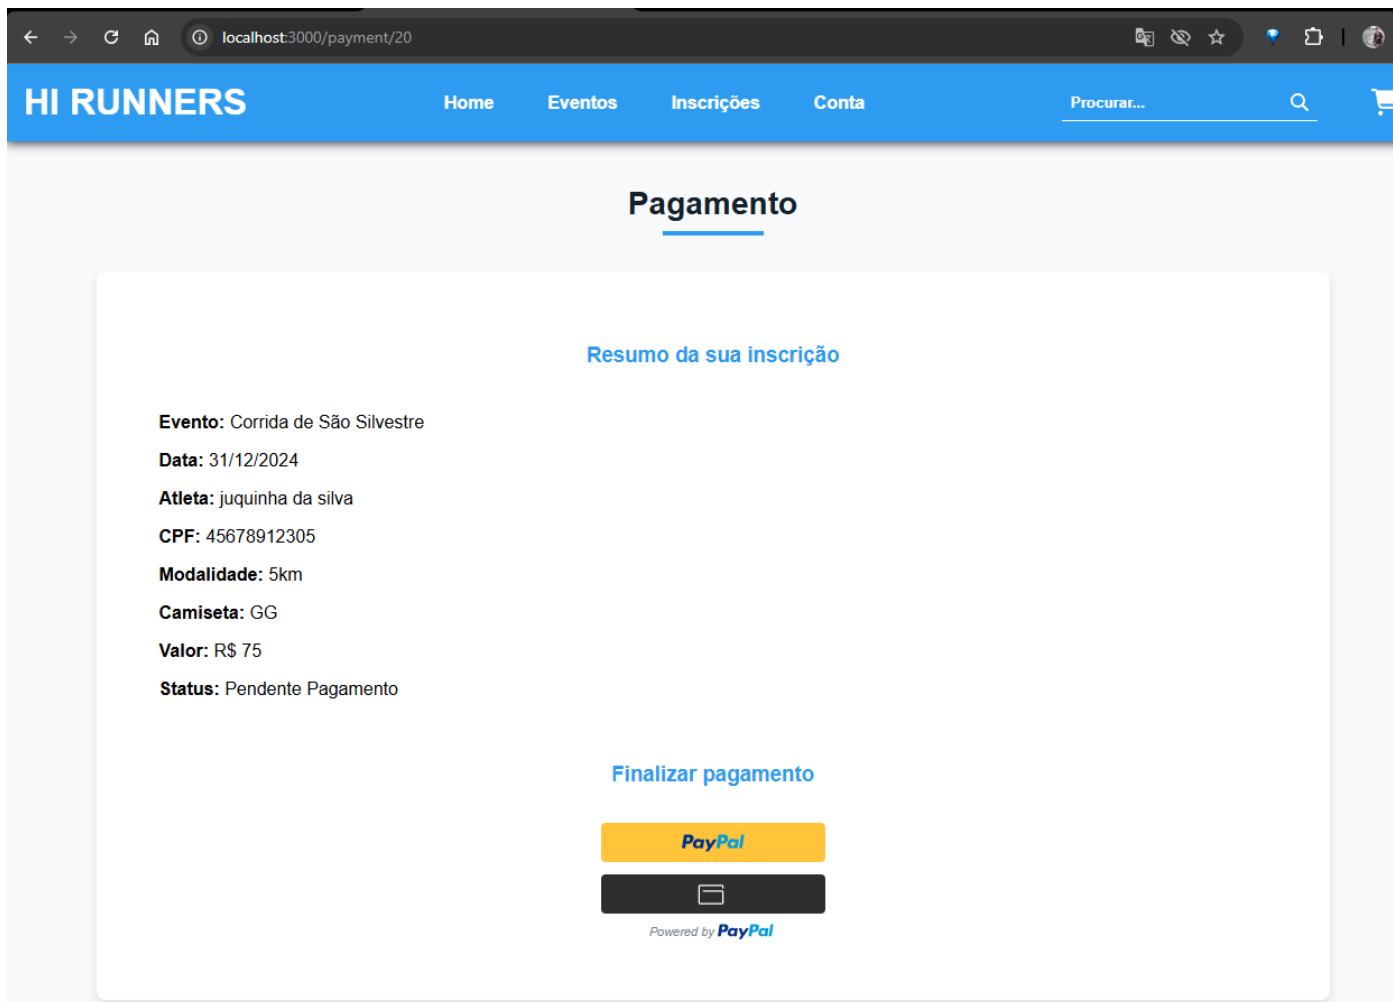 localhost:3000/payment/20
HI RUNNERS
Home
Eventos
Inscrições
Conta
Procurar...
Pagamento
Resumo da sua inscrição
Evento: Corrida de São Silvestre
Data: 31/12/2024
Atleta: juquinha da silva
CPF: 45678912305
Modalidade: 5km
Camiseta: GG
Valor: R$ 75
Status: Pendente Pagamento
Finalizar pagamento
PayPal
Powered by PayPal